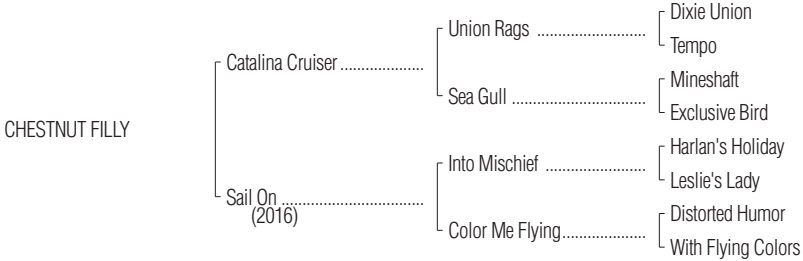 Dixie Union
Union Rags ........................
Tempo
Catalina Cruiser ...................
Mineshaft
Sea Gull ..............................
Exclusive Bird
CHESTNUT FILLY
Harlan's Holiday
Into Mischief ......................
Leslie's Lady
Sail On ................................
(2016)
Distorted Humor
Color Me Flying...................
With Flying Colors